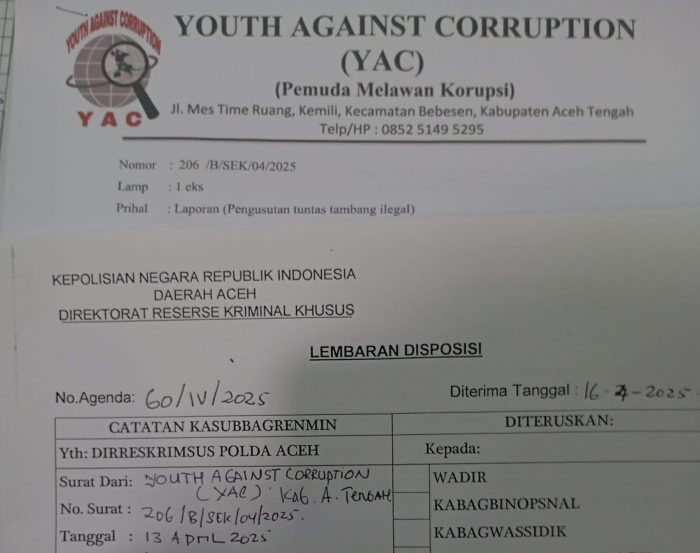 YOUTH AGAINST CORRUPTION
YAC
YOUTH AGAINST CORRUPTION
(YAC)
(Pemuda Melawan Korupsi)
Jl. Mes Time Ruang, Kemili, Kecamatan Bebesen, Kabupaten Aceh Tengah
Telp/HP : 0852 5149 5295
Nomor : 206 /B/SEK/04/2025
Lamp : 1 eks
Prihal : Laporan (Pengusutan tuntas tambang ilegal)
KEPOLISIAN NEGARA REPUBLIK INDONESIA
DAERAH ACEH
DIREKTORAT RESERSE KRIMINAL KHUSUS
LEMBARAN DISPOSISI
No.Agenda: 60/IV/2025 Diterima Tanggal : 16-4-2025
CATATAN KASUBBAGRENMIN DITERUSKAN:
Yth: DIRRESKRIMSUS POLDA ACEH Kepada:
Surat Dari: YOUTH AGAINST CORRUPTION WADIR
(YAC) KAB. A. TENGAH
No. Surat : 206/B/SEK/04/2025. KABAGBINOPSNAL
Tanggal : 13 APRIL 2025 KABAGWASSIDIK